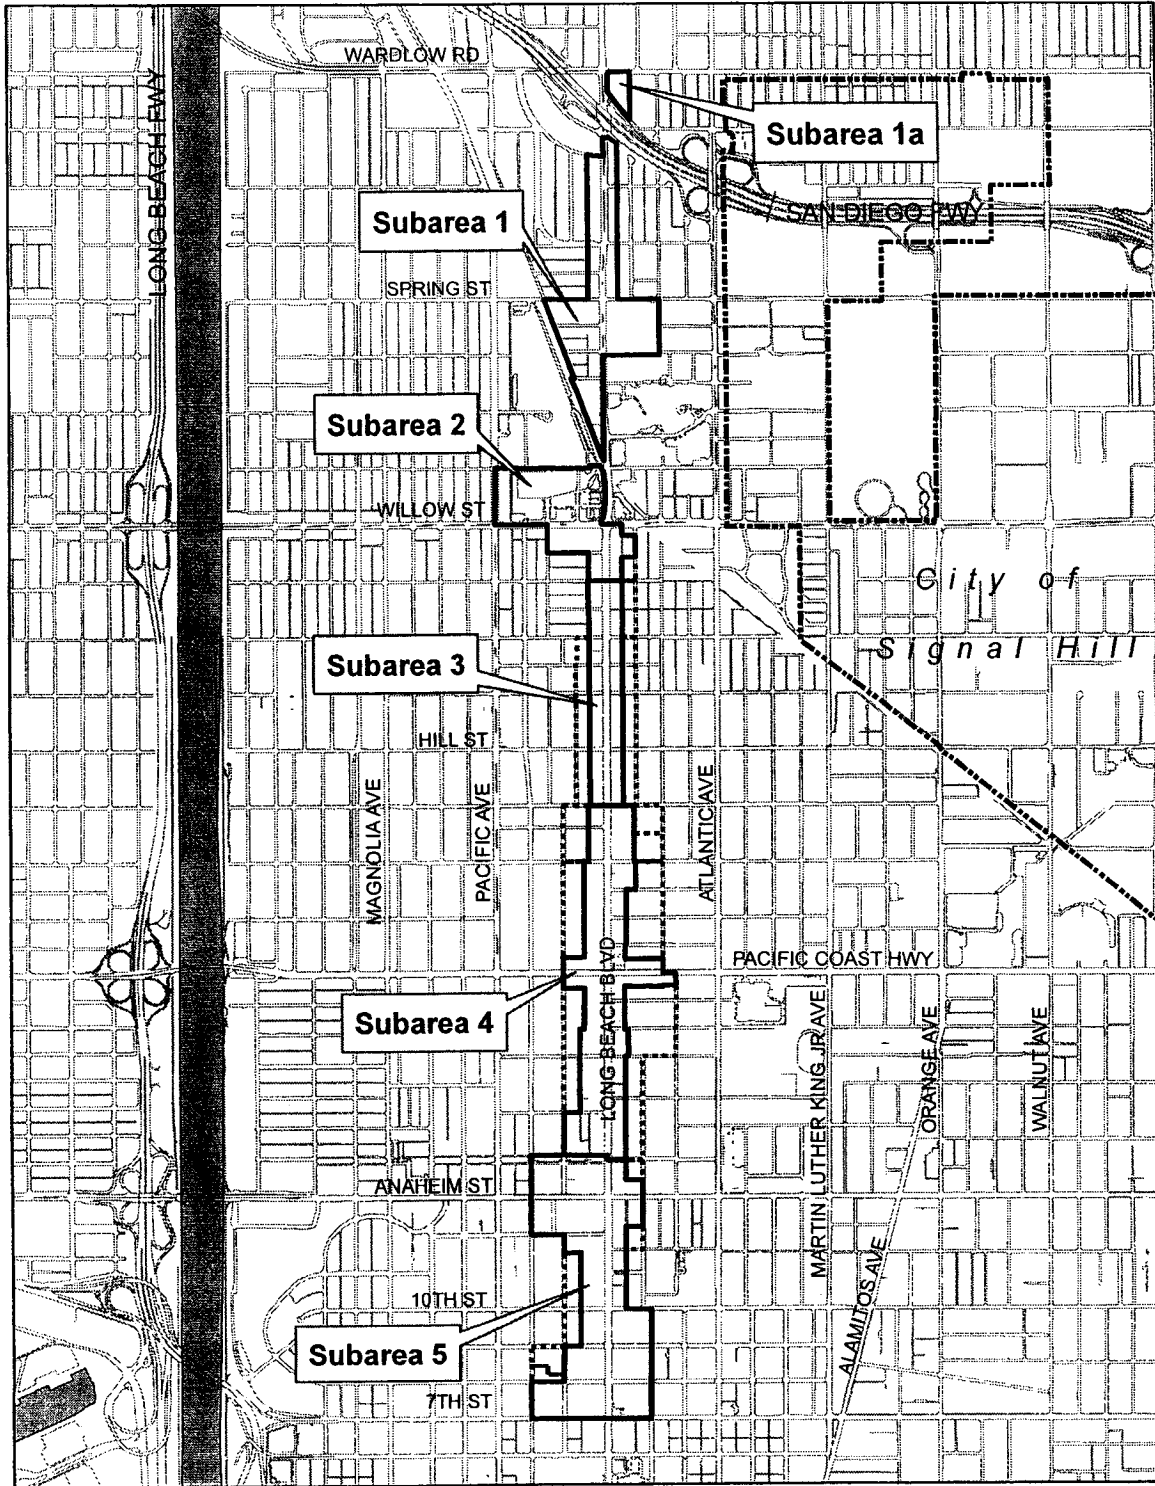 WARDLOW RD
LONG BEACH FWY
Subarea 1a
SAN DIEGO FWY
Subarea 1
SPRING ST
Subarea 2
WILLOW ST
City of
Signal Hill
Subarea 3
HILL ST
MAGNOLIA AVE
PACIFIC AVE
ATLANTIC AVE
LONG BEACH BLVD
PACIFIC COAST HWY
Subarea 4
MARTIN LUTHER KING JR AVE
ORANGE AVE
WALNUT AVE
ANAHEIM ST
10TH ST
ALAMITOS AVE
Subarea 5
7TH ST